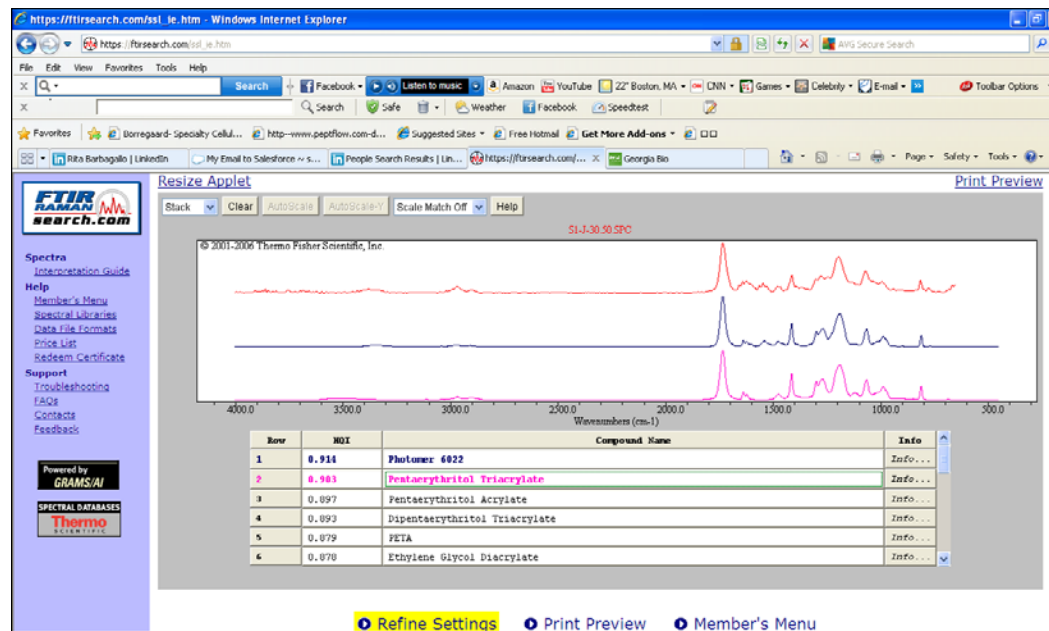 https://ftirsearch.com/ssl_ie.htm - Windows Internet Explorer
https://ftirsearch.com/ssl_ie.htm
AVG Secure Search
File Edit View Favorites Tools Help
Search Facebook Listen to music Amazon YouTube 22° Boston, MA CNN Games Celebrity E-mail Toolbar Options
Search Safe Weather Facebook Speedtest
Favorites Borregaard- Specialty Cellul... http--www.peptflow.com-d... Suggested Sites Free Hotmail Get More Add-ons
Rita Barbagallo | LinkedIn My Email to Salesforce ~ s... People Search Results | Lin... https://ftirsearch.com/... Georgia Bio Page Safety Tools
Resize Applet Print Preview
FTIR
RAMAN
search.com
Stack Clear AutoScale AutoScale-Y Scale Match Off Help
S1-J-30.50.SPC
© 2001-2006 Thermo Fisher Scientific, Inc.
Spectra
Interpretation Guide
Help
Member's Menu
Spectral Libraries
Data File Formats
Price List
Redeem Certificate
Support
Troubleshooting
FAQs
Contacts
Feedback
Powered by
GRAMS/AI
SPECTRAL DATABASES
Thermo
SCIENTIFIC
4000.0 3500.0 3000.0 2500.0 2000.0 1500.0 1000.0 500.0
Wavenumbers (cm-1)
Row HQI Compound Name Info
1 0.914 Photomer 6022 Info...
2 0.903 Pentaerythritol Triacrylate Info...
3 0.897 Pentaerythritol Acrylate Info...
4 0.893 Dipentaerythritol Triacrylate Info...
5 0.879 PETA Info...
6 0.878 Ethylene Glycol Diacrylate Info...
Refine Settings Print Preview Member's Menu